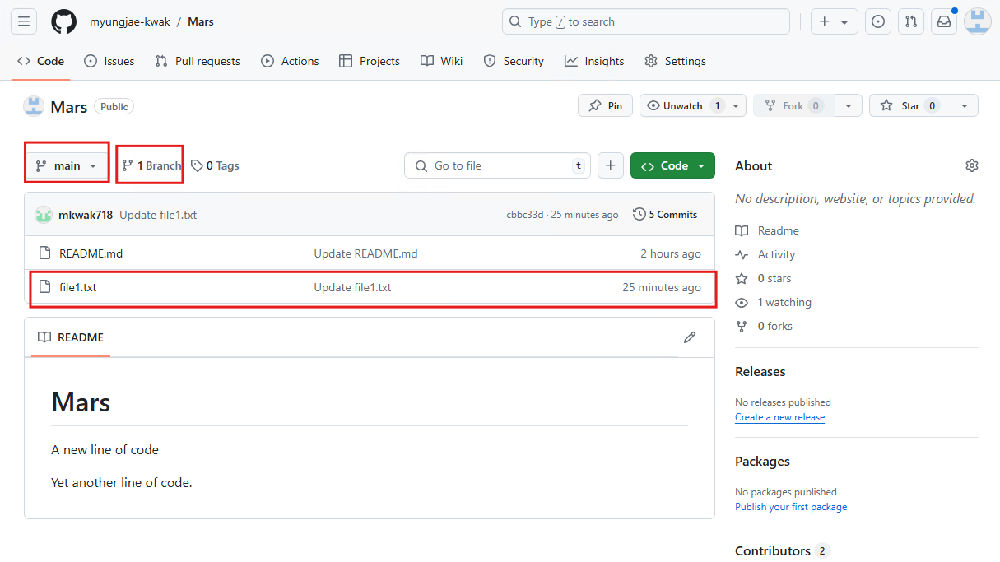 myungjae-kwak / Mars
Type / to search
Code Issues Pull requests Actions Projects Wiki Security Insights Settings
Mars Public
Pin Unwatch 1 Fork 0 Star 0
main 1 Branch 0 Tags
Go to file t Code
mkwak718 Update file1.txt cbbc33d · 25 minutes ago 5 Commits
README.md Update README.md 2 hours ago
file1.txt Update file1.txt 25 minutes ago
README
Mars
A new line of code
Yet another line of code.
About
No description, website, or topics provided.
Readme
Activity
0 stars
1 watching
0 forks
Releases
No releases published
Create a new release
Packages
No packages published
Publish your first package
Contributors 2